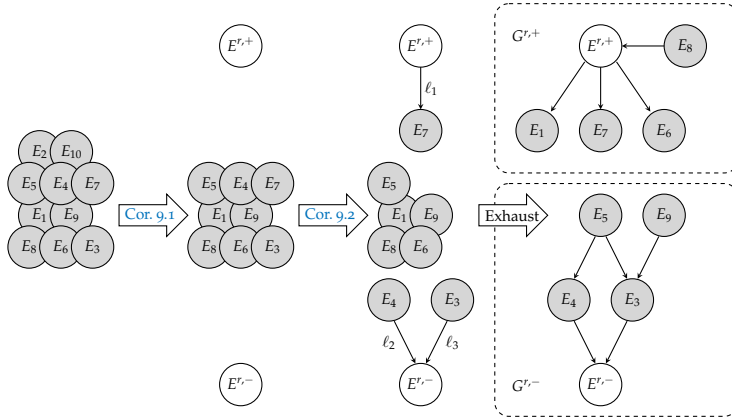 E^{r,+}
E^{r,+}
G^{r,+}
E^{r,+}
E_8
ℓ_1
E_7
E_1
E_7
E_6
E_2
E_10
E_5
E_4
E_7
E_1
E_9
E_8
E_6
E_3
Cor. 9.1
E_5
E_4
E_7
E_1
E_9
E_8
E_6
E_3
Cor. 9.2
E_5
E_1
E_9
E_8
E_6
Exhaust
E_5
E_9
E_4
E_3
E_4
E_3
ℓ_2
ℓ_3
E^{r,−}
E^{r,−}
G^{r,−}
E^{r,−}